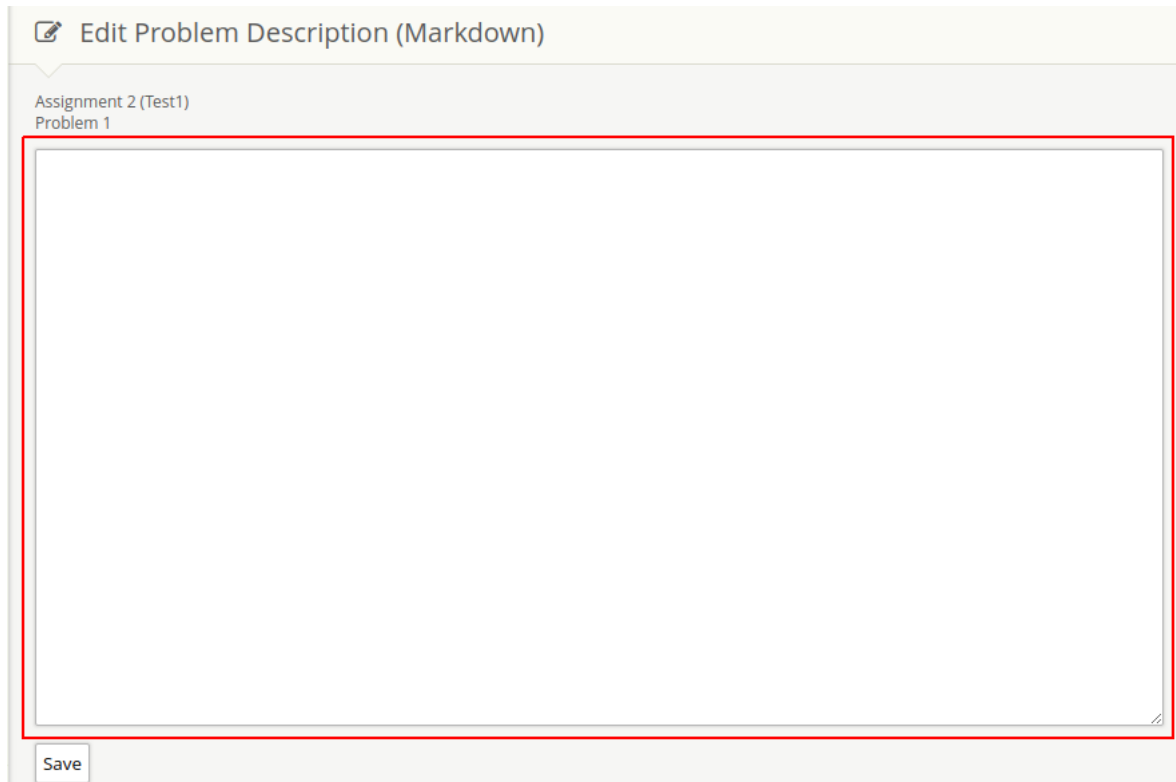 Edit Problem Description (Markdown)
Assignment 2 (Test1)
Problem 1
Save